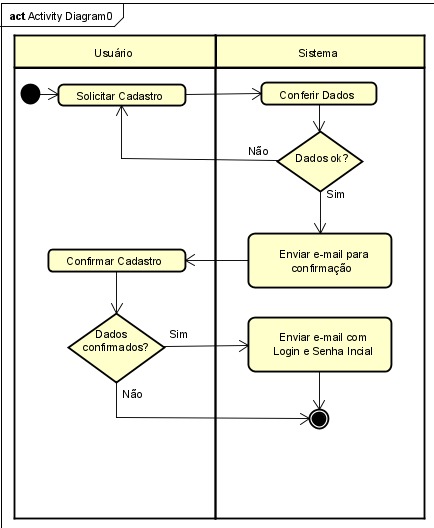 act Activity Diagram0
Usuário
Sistema
Solicitar Cadastro
Conferir Dados
Não
Dados ok?
Sim
Enviar e-mail para
confirmação
Confirmar Cadastro
Dados
confirmados?
Sim
Enviar e-mail com
Login e Senha Incial
Não